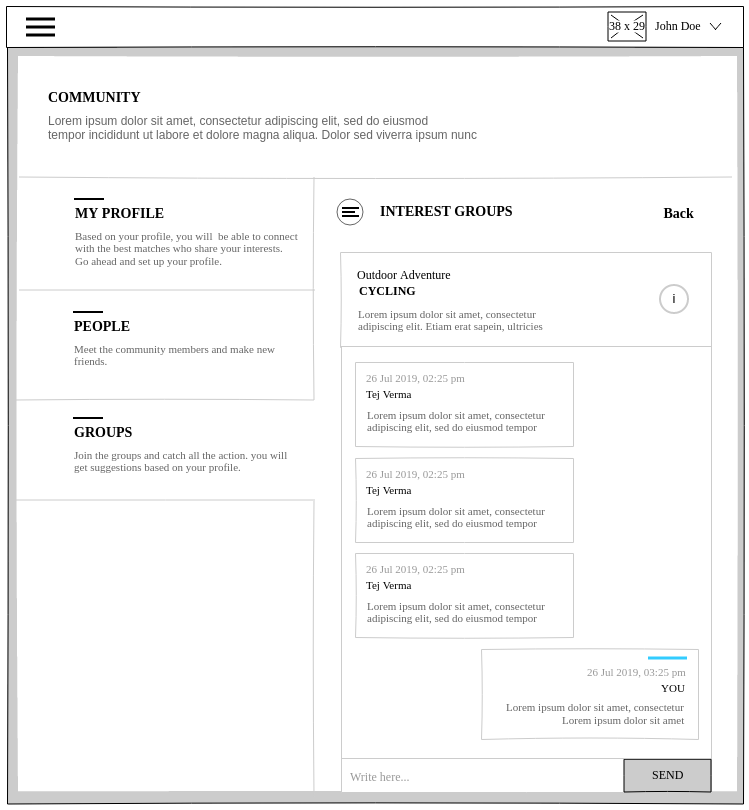 38 x 29 John Doe
COMMUNITY
Lorem ipsum dolor sit amet, consectetur adipiscing elit, sed do eiusmod
tempor incididunt ut labore et dolore magna aliqua. Dolor sed viverra ipsum nunc
MY PROFILE
Based on your profile, you will  be able to connect
with the best matches who share your interests.
Go ahead and set up your profile.
PEOPLE
Meet the community members and make new
friends.
GROUPS
Join the groups and catch all the action. you will
get suggestions based on your profile.
INTEREST GROUPS
Back
Outdoor Adventure
CYCLING
Lorem ipsum dolor sit amet, consectetur
adipiscing elit. Etiam erat sapein, ultricies
i
26 Jul 2019, 02:25 pm
Tej Verma
Lorem ipsum dolor sit amet, consectetur
adipiscing elit, sed do eiusmod tempor
26 Jul 2019, 02:25 pm
Tej Verma
Lorem ipsum dolor sit amet, consectetur
adipiscing elit, sed do eiusmod tempor
26 Jul 2019, 02:25 pm
Tej Verma
Lorem ipsum dolor sit amet, consectetur
adipiscing elit, sed do eiusmod tempor
26 Jul 2019, 03:25 pm
YOU
Lorem ipsum dolor sit amet, consectetur
Lorem ipsum dolor sit amet
Write here...
SEND